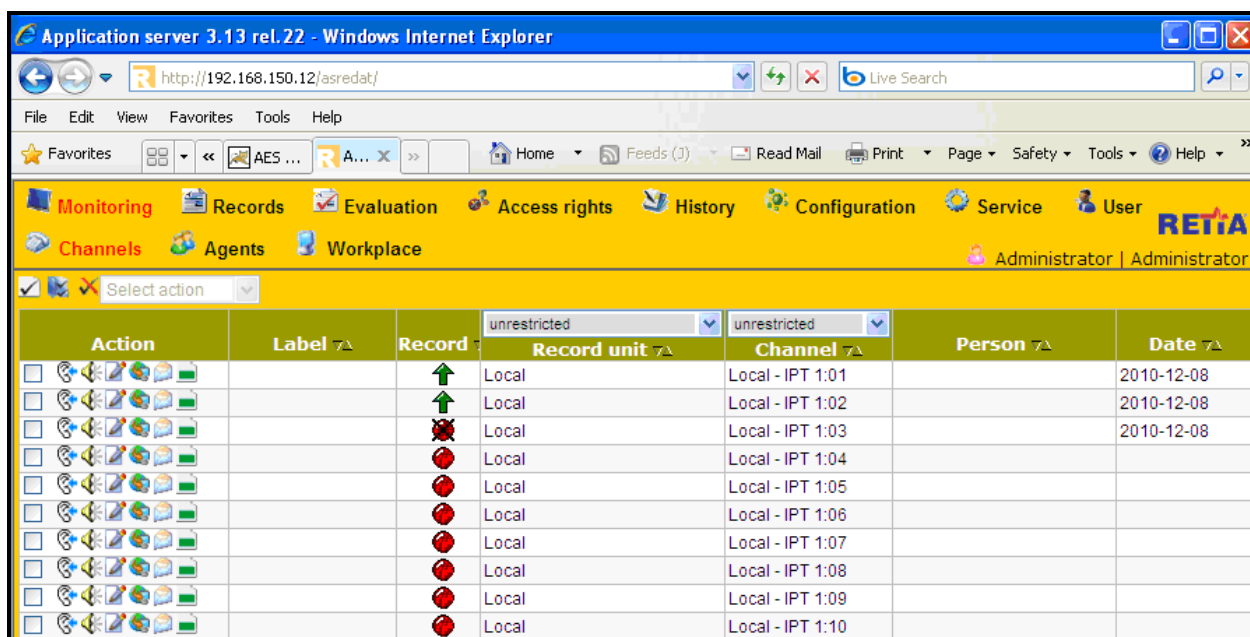 Application server 3.13 rel.22 - Windows Internet Explorer
http://192.168.150.12/asredat/
Live Search
File Edit View Favorites Tools Help
Favorites AES ... A... Home Feeds (J) Read Mail Print Page Safety Tools Help
Monitoring Records Evaluation Access rights History Configuration Service User
RETIA
Channels Agents Workplace
Administrator | Administrator
Select action
unrestricted unrestricted
Action Label Record Record unit Channel Person Date
Local Local - IPT 1:01 2010-12-08
Local Local - IPT 1:02 2010-12-08
Local Local - IPT 1:03 2010-12-08
Local Local - IPT 1:04
Local Local - IPT 1:05
Local Local - IPT 1:06
Local Local - IPT 1:07
Local Local - IPT 1:08
Local Local - IPT 1:09
Local Local - IPT 1:10